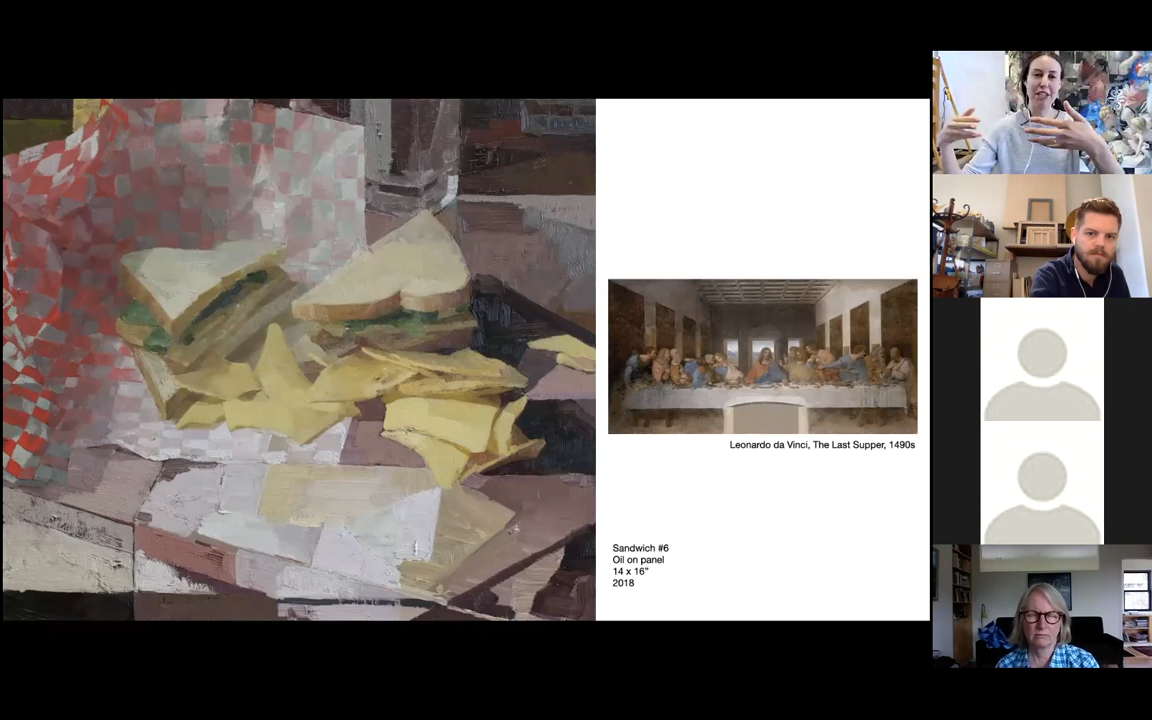 Leonardo da Vinci, The Last Supper, 1490s
Sandwich #6
Oil on panel
14 x 16”
2018